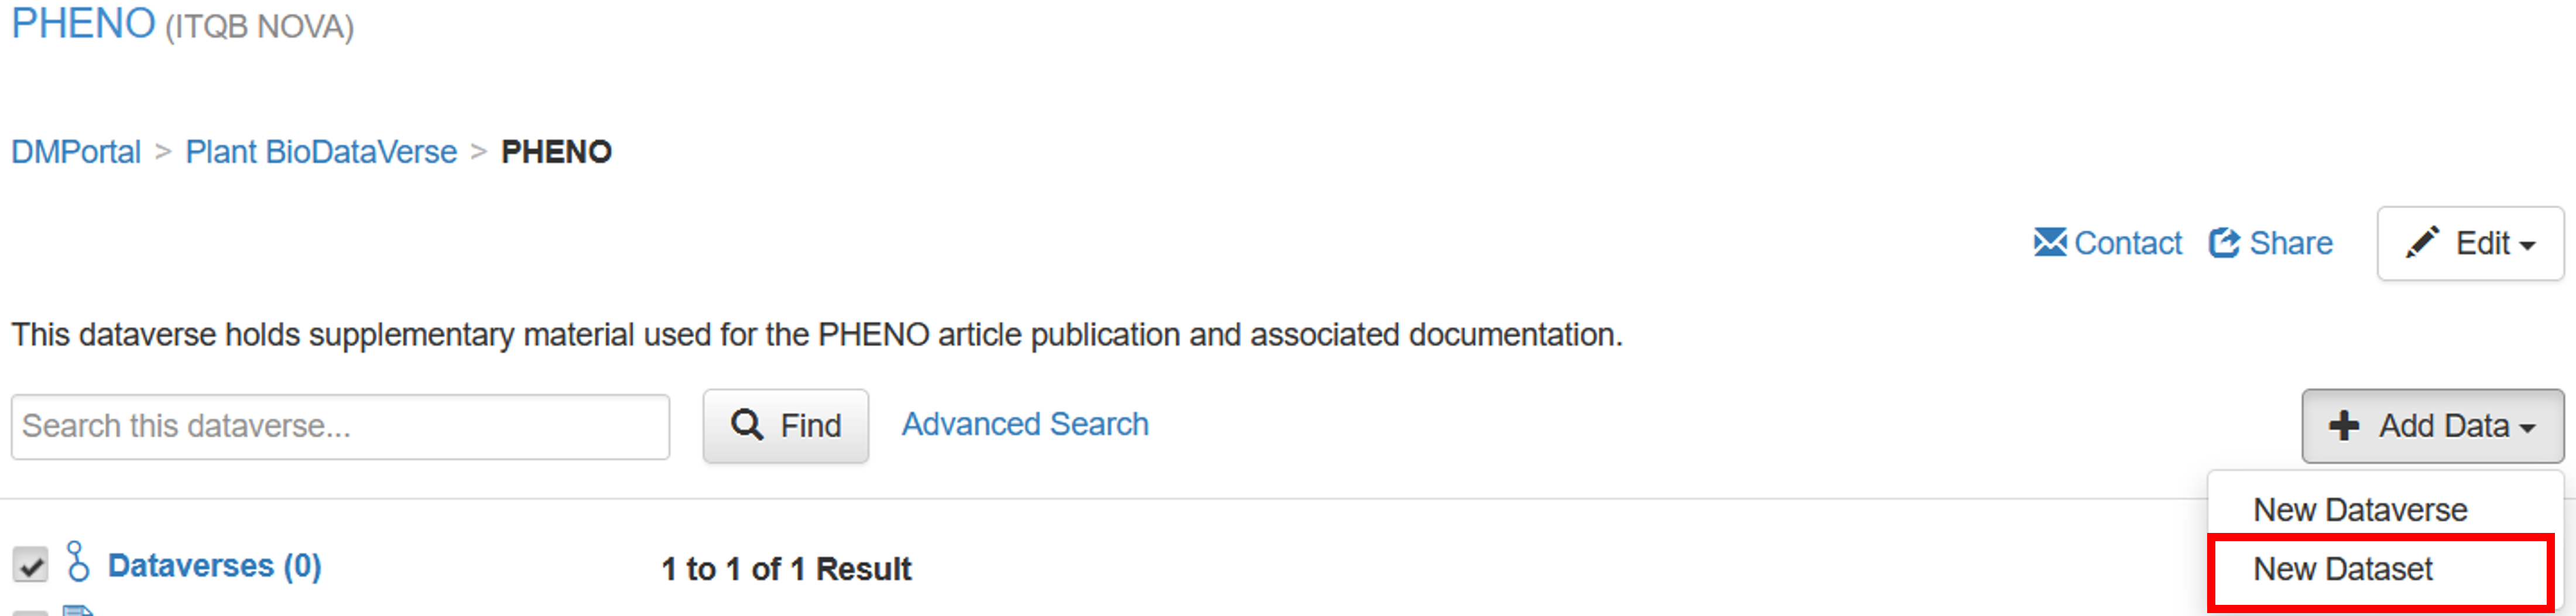 PHENO (ITQB NOVA)
DMPortal > Plant BioDataVerse > PHENO
Contact Share Edit
This dataverse holds supplementary material used for the PHENO article publication and associated documentation.
Search this dataverse... Find Advanced Search Add Data
New Dataverse
Dataverses (0) 1 to 1 of 1 Result New Dataset